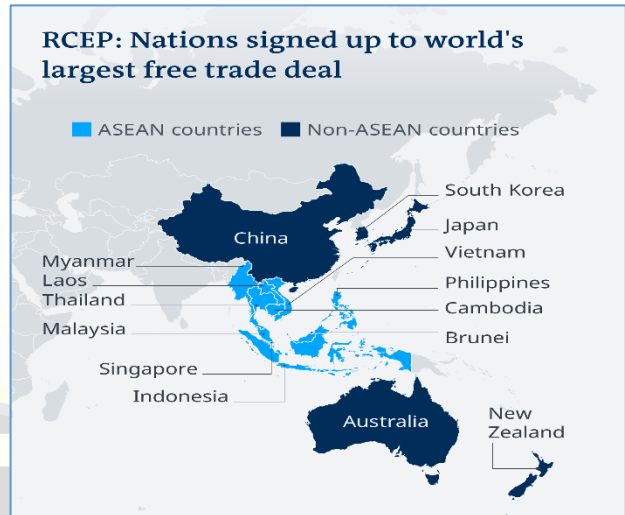 RCEP: Nations signed up to world's
largest free trade deal
ASEAN countries
Non-ASEAN countries
South Korea
Japan
China
Vietnam
Myanmar
Laos
Philippines
Thailand
Cambodia
Malaysia
Brunei
Singapore
Indonesia
Australia
New
Zealand